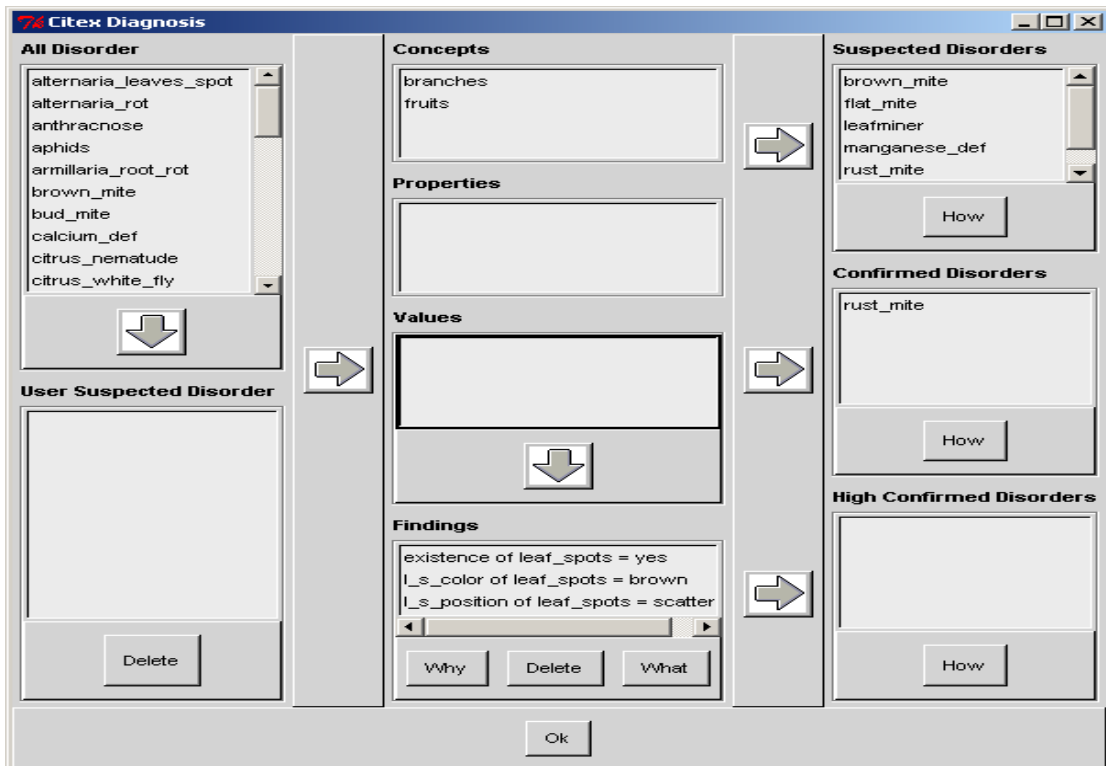 Citex Diagnosis
All Disorder
alternaria_leaves_spot
alternaria_rot
anthracnose
aphids
armillaria_root_rot
brown_mite
bud_mite
calcium_def
citrus_nematude
citrus_white_fly
User Suspected Disorder
Delete
Concepts
branches
fruits
Properties
Values
Findings
existence of leaf_spots = yes
l_s_color of leaf_spots = brown
l_s_position of leaf_spots = scatter
Why
Delete
What
Suspected Disorders
brown_mite
flat_mite
leafminer
manganese_def
rust_mite
How
Confirmed Disorders
rust_mite
How
High Confirmed Disorders
How
Ok